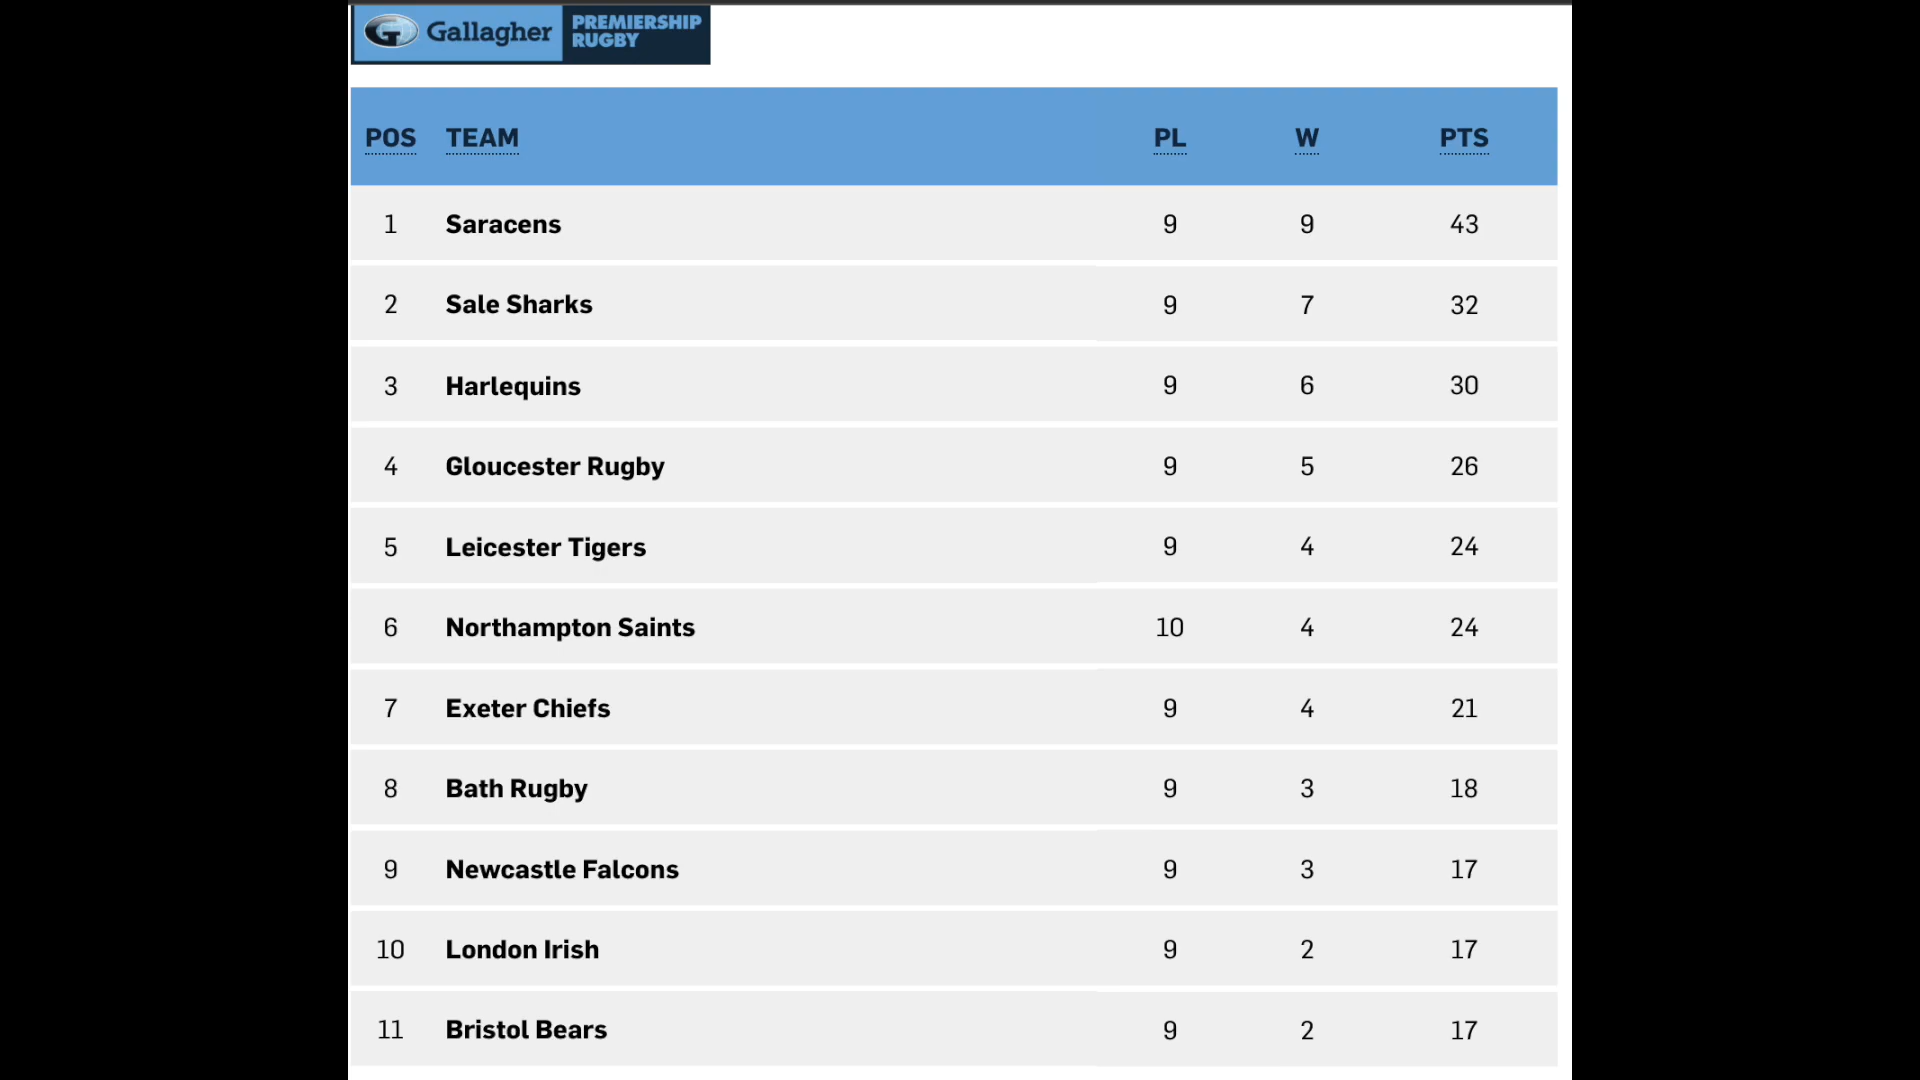 Gallagher PREMIERSHIP RUGBY
POS TEAM PL W PTS
1 Saracens 9 9 43
2 Sale Sharks 9 7 32
3 Harlequins 9 6 30
4 Gloucester Rugby 9 5 26
5 Leicester Tigers 9 4 24
6 Northampton Saints 10 4 24
7 Exeter Chiefs 9 4 21
8 Bath Rugby 9 3 18
9 Newcastle Falcons 9 3 17
10 London Irish 9 2 17
11 Bristol Bears 9 2 17